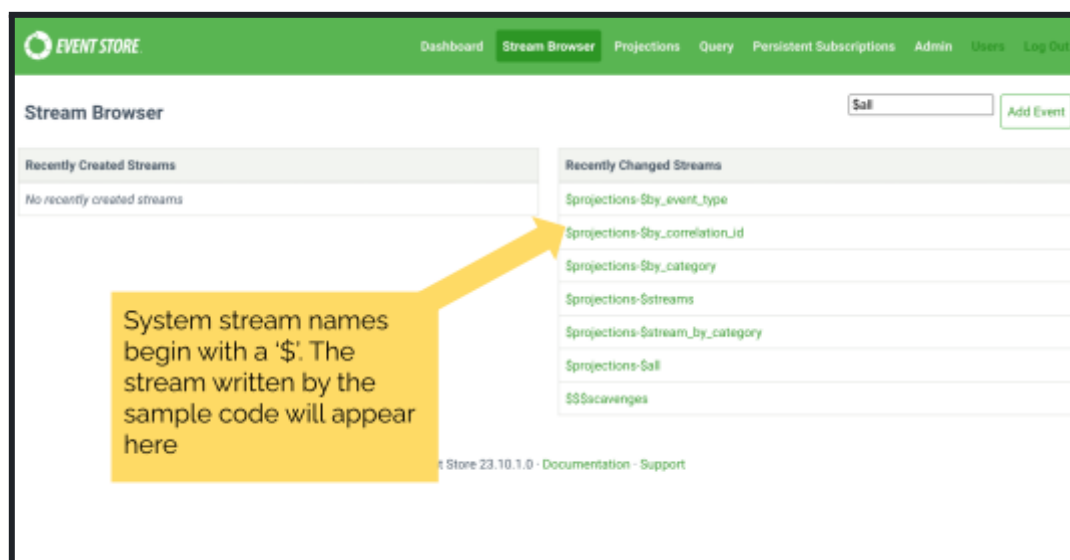 EVENT STORE
Dashboard Stream Browser Projections Query Persistent Subscriptions Admin Users Log Out
Stream Browser
$all
Add Event
Recently Created Streams
No recently created streams
Recently Changed Streams
$projections-$by_event_type
$projections-$by_correlation_id
$projections-$by_category
$projections-$streams
$projections-$stream_by_category
$projections-$all
$$$scavenges
System stream names
begin with a ‘$’. The
stream written by the
sample code will appear
here
t Store 23.10.1.0 · Documentation · Support